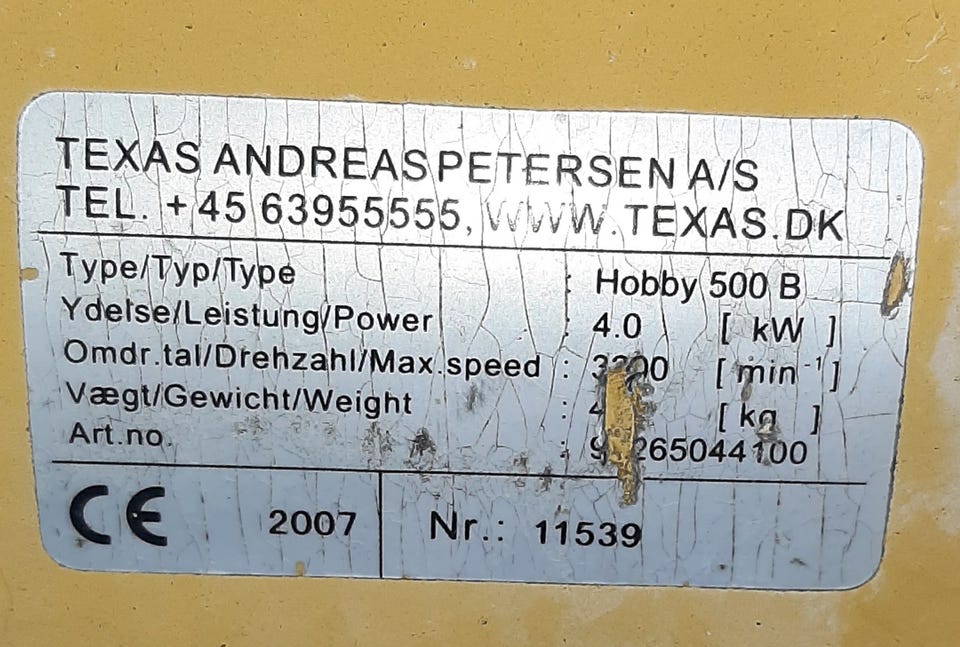 TEXAS ANDREAS PETERSEN A/S
TEL. +45 63955555, WWW.TEXAS.DK
Type/Typ/Type : Hobby 500 B
Ydelse/Leistung/Power : 4.0 [ kW ]
Omdr.tal/Drehzahl/Max.speed : [ min⁻¹]
Vægt/Gewicht/Weight : [ kg ]
Art.no. :
CE 2007 Nr.: 11539